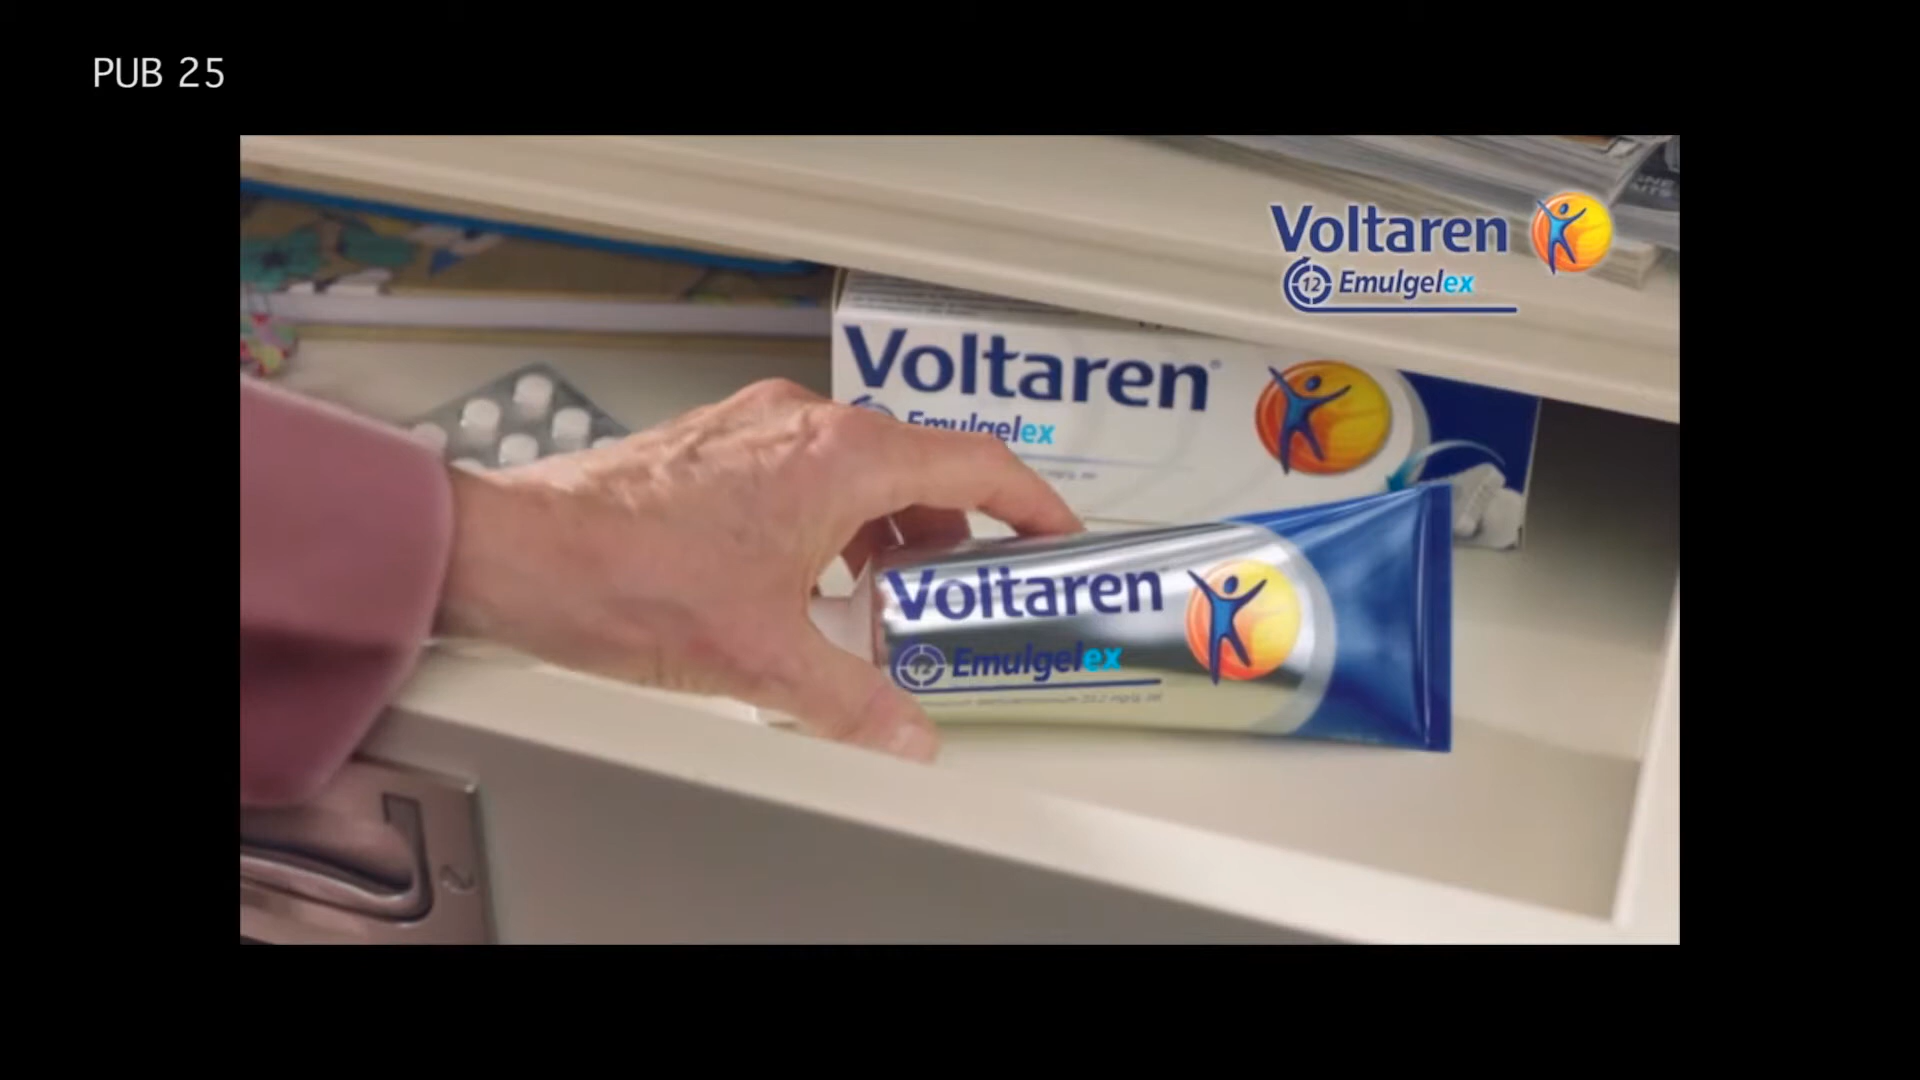 PUB 25
Voltaren
12 Emulgelex
Voltaren
Emulgelex
Voltaren
12 Emulgelex